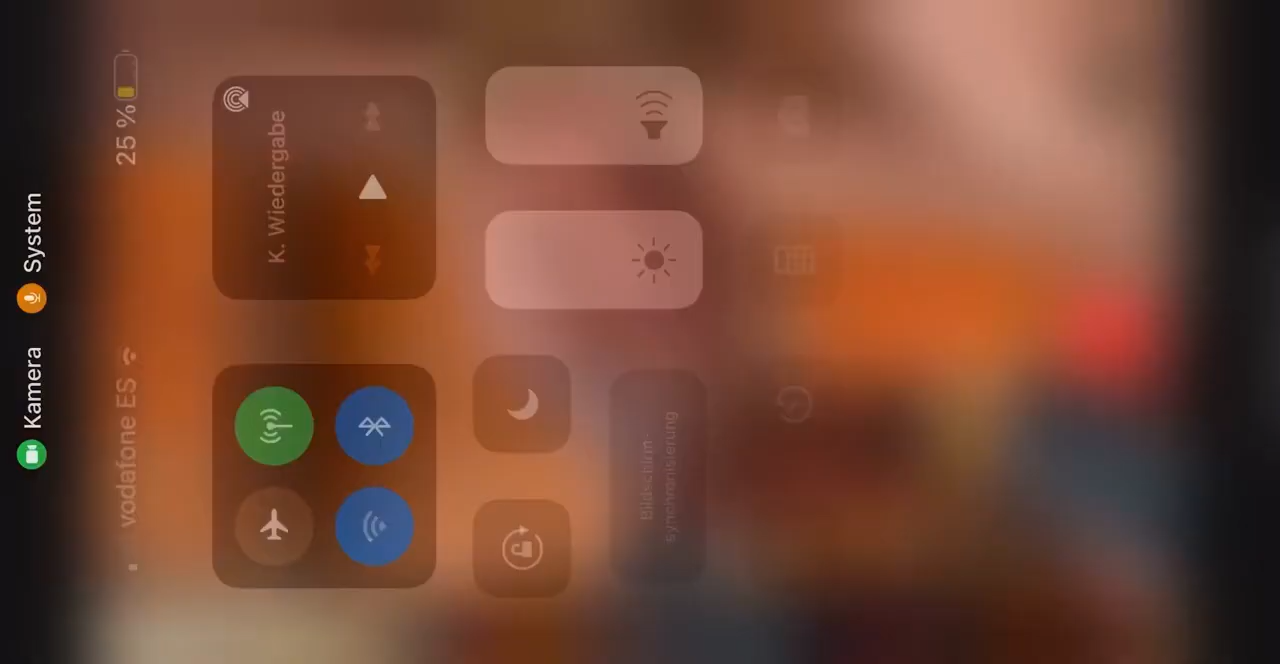 Kamera System
vodafone ES 25 %
K. Wiedergabe
Bildschirm-
synchronisierung